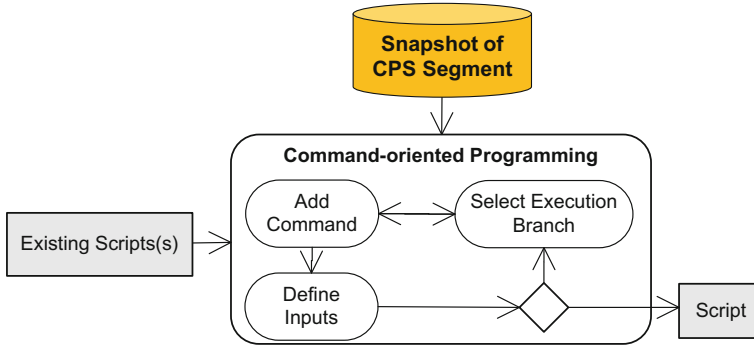 Snapshot of
CPS Segment
Command-oriented Programming
Add
Command
Select Execution
Branch
Existing Scripts(s)
Define
Inputs
Script